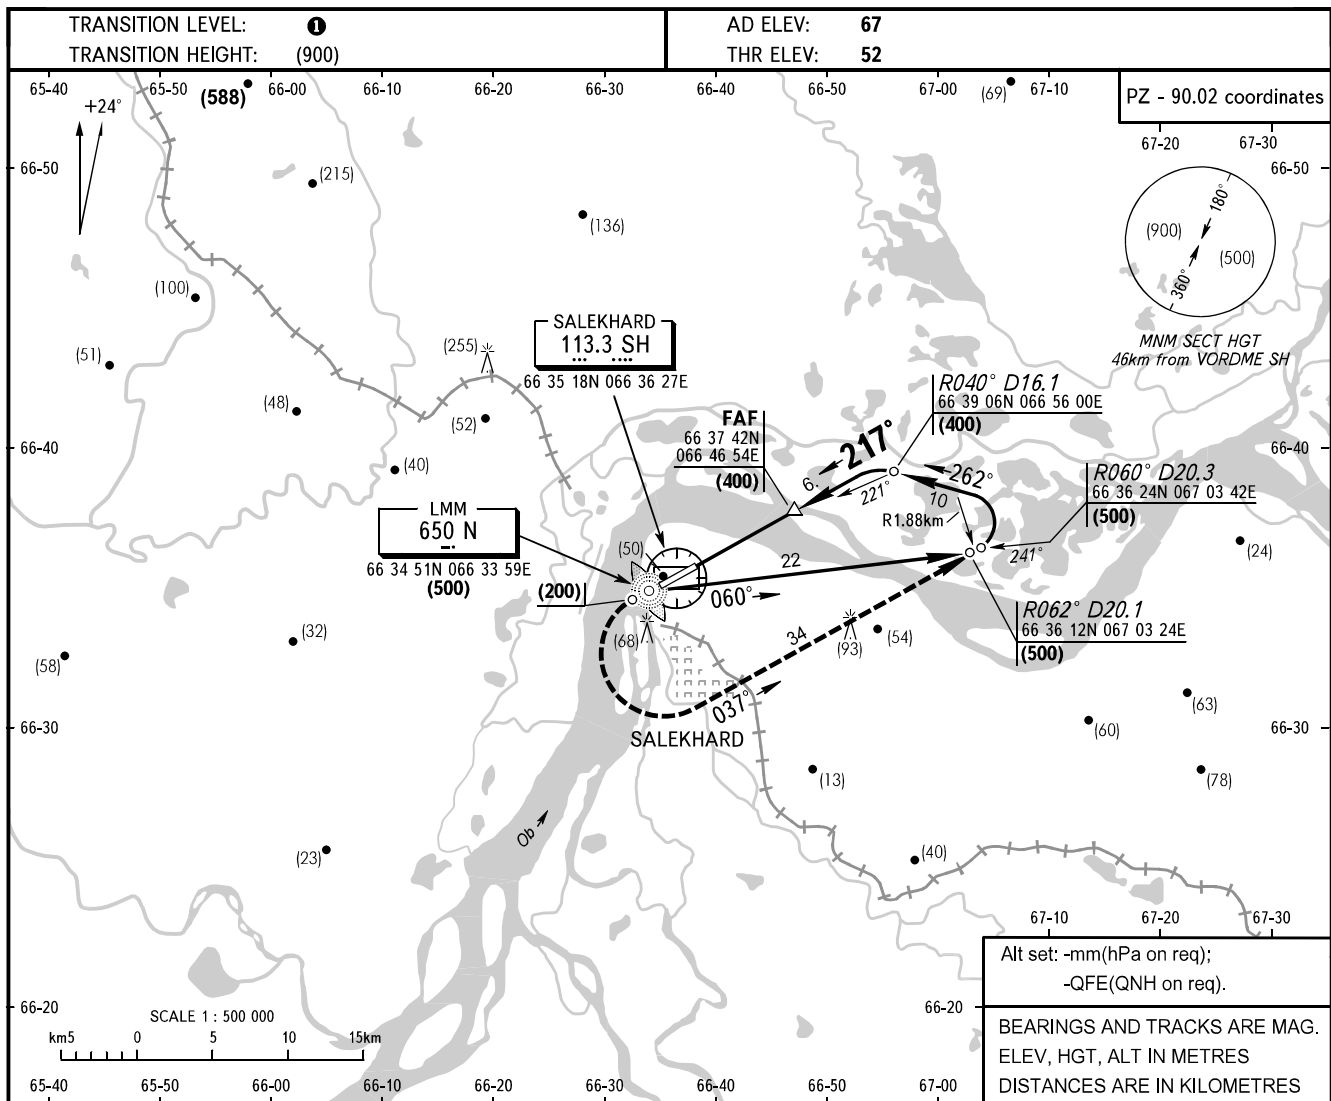 TRANSITION LEVEL: ❶
TRANSITION HEIGHT: (900)
AD ELEV: 67
THR ELEV: 52
65-40 65-50 66-00 66-10 66-20 66-30 66-40 66-50 67-00 67-10
+24°
(588)
(69)
PZ - 90.02 coordinates
67-20 67-30
66-50
66-50
(215)
(136)
180°
(900)
(500)
360°
(100)
MNM SECT HGT
46km from VORDME SH
SALEKHARD
113.3 SH
66 35 18N 066 36 27E
(255)
(51)
(48)
(52)
(40)
R040° D16.1
66 39 06N 066 56 00E
(400)
FAF
66 37 42N
066 46 54E
(400)
217°
6.
221°
262°
10
R1.88km
66-40
66-40
R060° D20.3
66 36 24N 067 03 42E
(500)
241°
LMM
650 N
66 34 51N 066 33 59E
(500)
(50)
(200)
22
060°
(24)
R062° D20.1
66 36 12N 067 03 24E
(500)
(32)
(58)
(68)
34
(93)
(54)
037°
(63)
(60)
66-30
66-30
SALEKHARD
(13)
(78)
Ob
(23)
(40)
67-10 67-20 67-30
66-20
66-20
SCALE 1 : 500 000
km5 0 5 10 15km
Alt set: -mm(hPa on req);
-QFE(QNH on req).
BEARINGS AND TRACKS ARE MAG.
ELEV, HGT, ALT IN METRES
DISTANCES ARE IN KILOMETRES
65-40 65-50 66-00 66-10 66-20 66-30 66-40 66-50 67-00